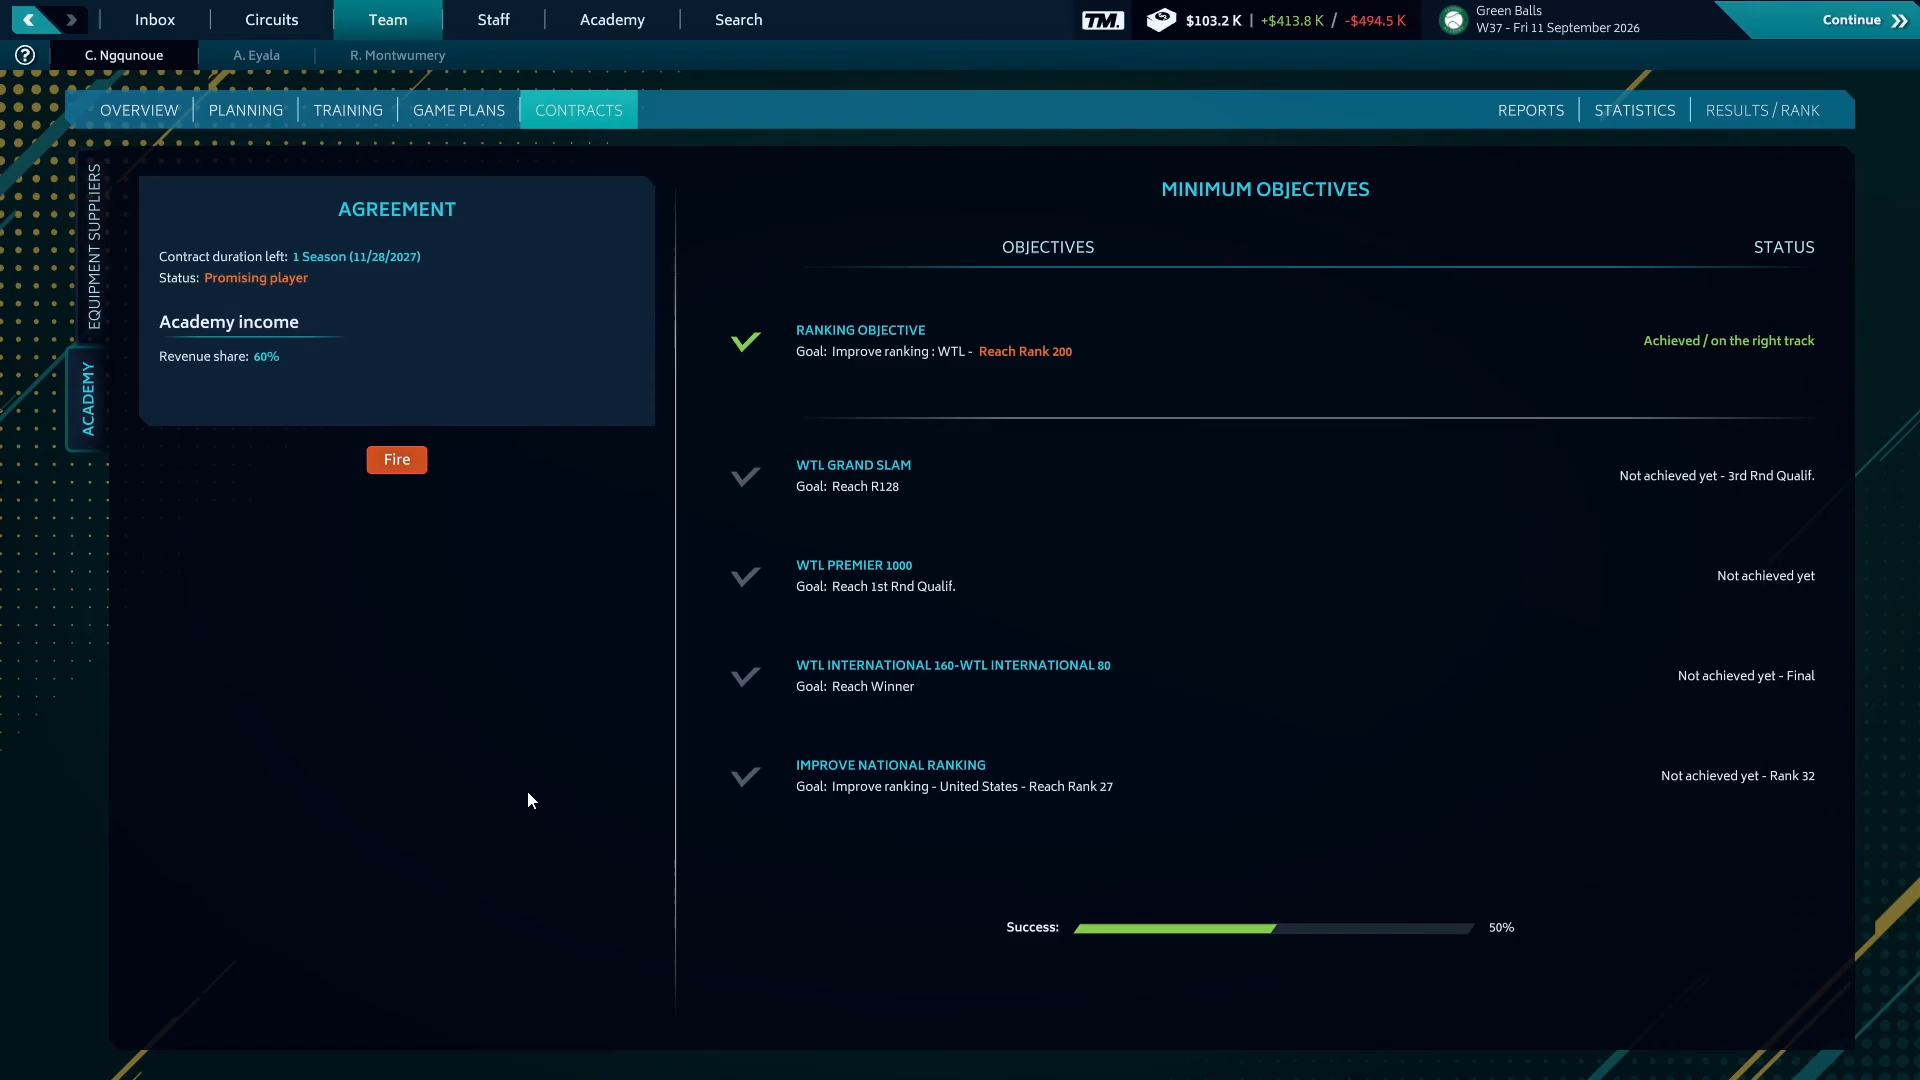 Inbox
Circuits
Team
Staff
Academy
Search
TM.
$103.2 K | +$413.8 K / -$494.5 K
Green Balls
W37 - Fri 11 September 2026
Continue
?
C. Ngqunoue
A. Eyala
R. Montwumery
OVERVIEW
PLANNING
TRAINING
GAME PLANS
CONTRACTS
REPORTS
STATISTICS
RESULTS / RANK
EQUIPMENT SUPPLIERS
ACADEMY
AGREEMENT
Contract duration left: 1 Season (11/28/2027)
Status: Promising player
Academy income
Revenue share: 60%
Fire
MINIMUM OBJECTIVES
OBJECTIVES
STATUS
RANKING OBJECTIVE
Goal: Improve ranking : WTL - Reach Rank 200
Achieved / on the right track
WTL GRAND SLAM
Goal: Reach R128
Not achieved yet - 3rd Rnd Qualif.
WTL PREMIER 1000
Goal: Reach 1st Rnd Qualif.
Not achieved yet
WTL INTERNATIONAL 160-WTL INTERNATIONAL 80
Goal: Reach Winner
Not achieved yet - Final
IMPROVE NATIONAL RANKING
Goal: Improve ranking - United States - Reach Rank 27
Not achieved yet - Rank 32
Success:
50%